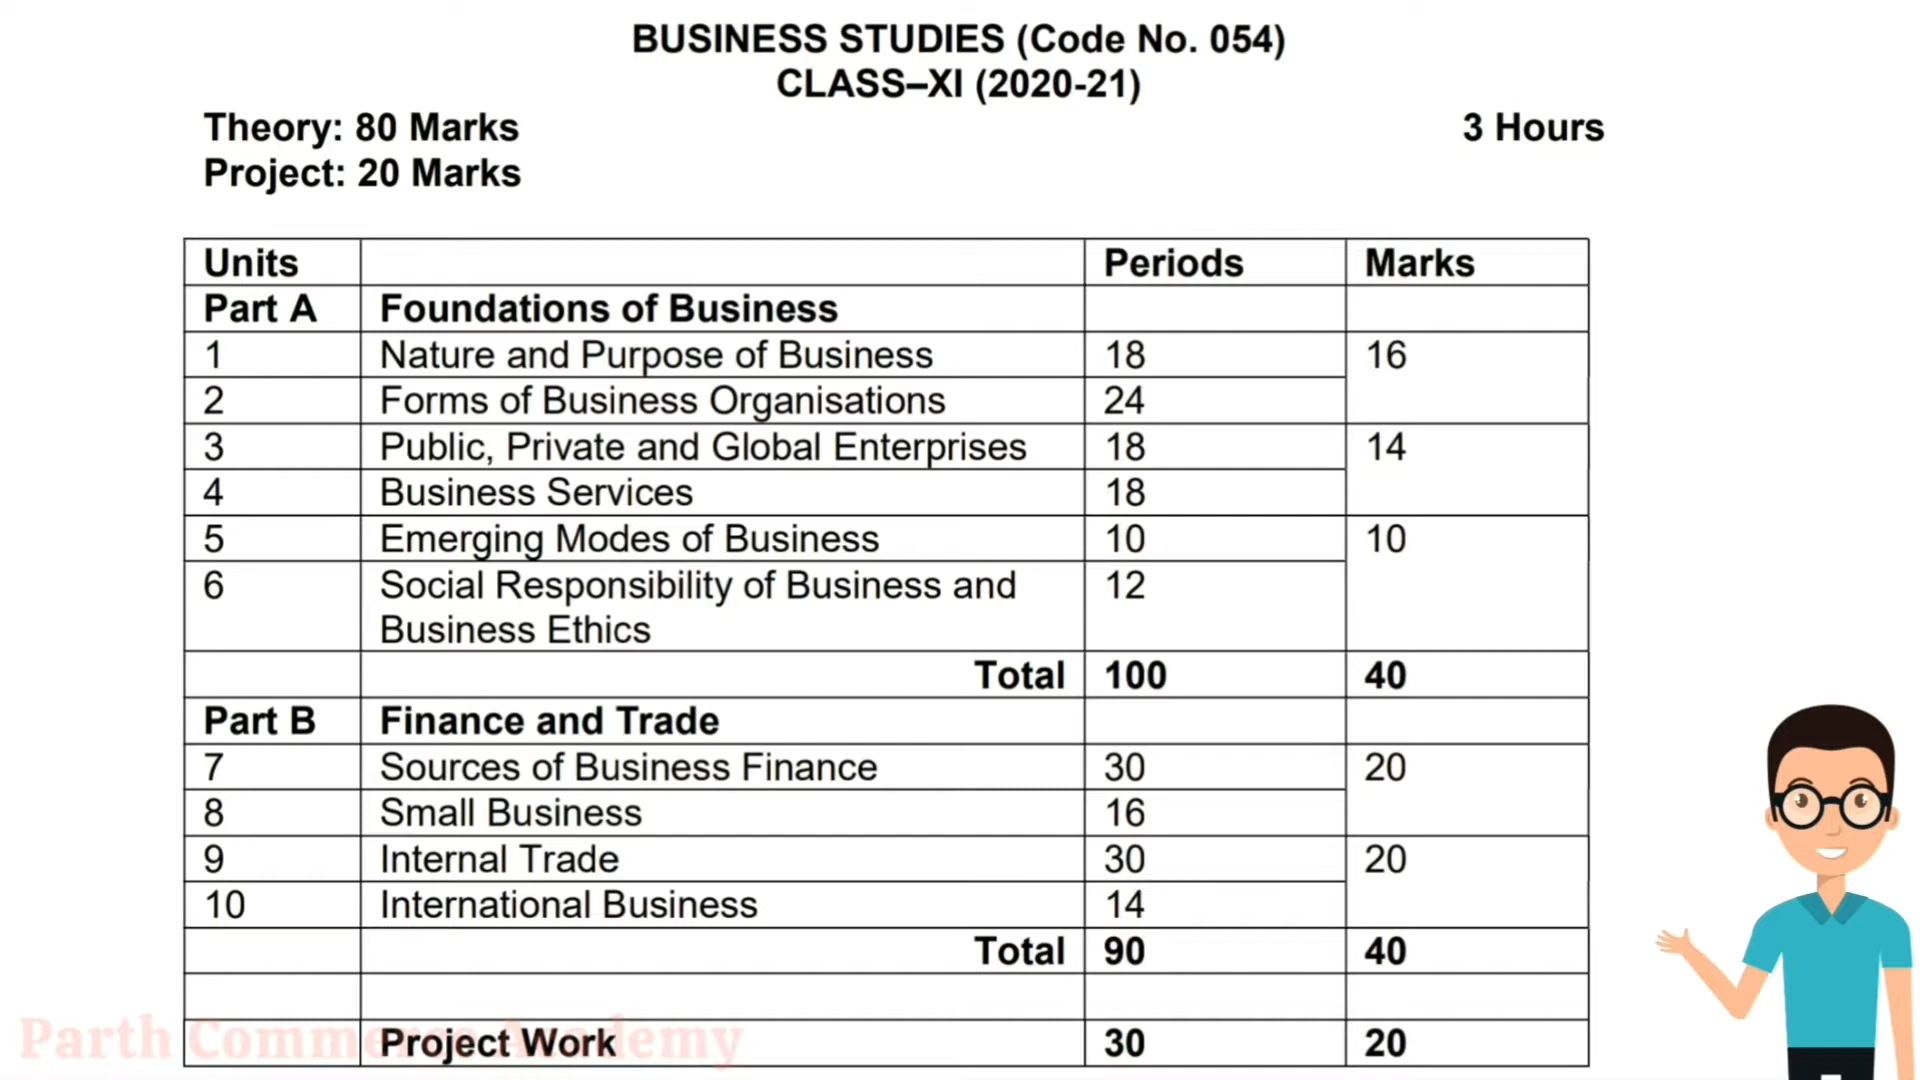 BUSINESS STUDIES (Code No. 054)
CLASS–XI (2020-21)
Theory: 80 Marks 3 Hours
Project: 20 Marks
Units Periods Marks
Part A Foundations of Business
1 Nature and Purpose of Business 18 16
2 Forms of Business Organisations 24
3 Public, Private and Global Enterprises 18 14
4 Business Services 18
5 Emerging Modes of Business 10 10
6 Social Responsibility of Business and 12
Business Ethics
Total 100 40
Part B Finance and Trade
7 Sources of Business Finance 30 20
8 Small Business 16
9 Internal Trade 30 20
10 International Business 14
Total 90 40
Project Work 30 20
Parth Commerce Academy